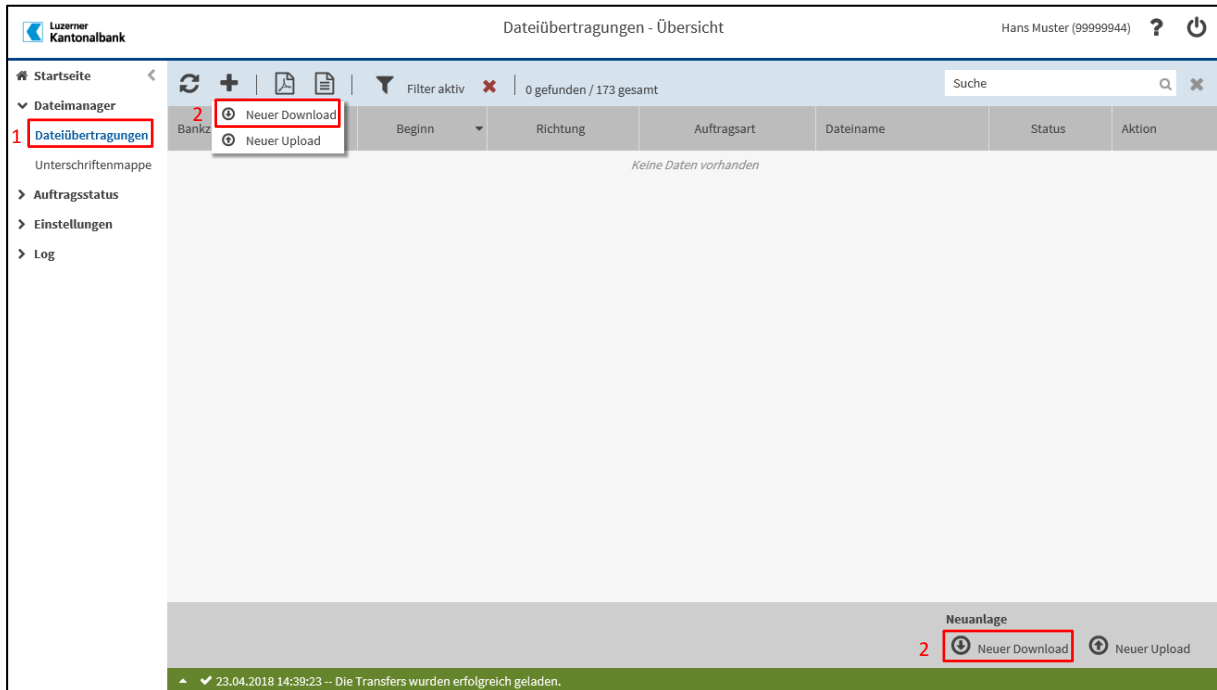 Luzerner
Kantonalbank
Dateiübertragungen - Übersicht
Hans Muster (99999944) ?
Startseite
Filter aktiv
0 gefunden / 173 gesamt
Suche
Dateimanager
1 Dateiübertragungen
Unterschriftenmappe
Auftragsstatus
Einstellungen
Log
2 Neuer Download
Neuer Upload
Bankz
Beginn
Richtung
Auftragsart
Dateiname
Status
Aktion
Keine Daten vorhanden
Neuanlage
2 Neuer Download
Neuer Upload
23.04.2018 14:39:23 -- Die Transfers wurden erfolgreich geladen.